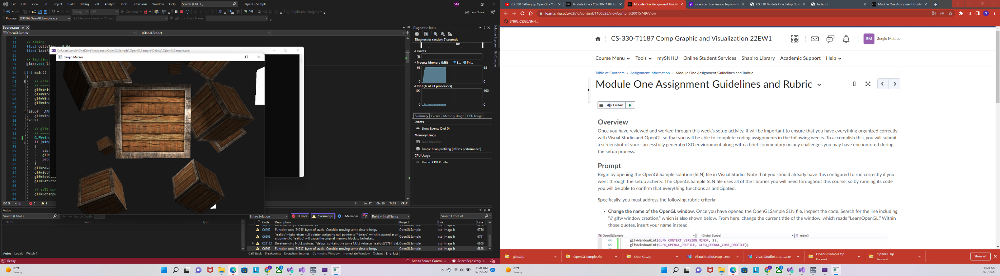 File Edit View Git Project Build Debug Test Analyze Tools Extensions Window Help Search (Ctrl+Q) OpenGLSample SM
Debug x86 Continue Application Insights Live Share
Process: [39056] OpenGLSample.exe Lifecycle Events Thread: Stack Frame:
Source.cpp
OpenGLSample (Global Scope)
31
32 // timing
33 float deltaTime = 0.0f;
34 float lastF
35
36 // lighting
37 glm::vec3 li
38
39 int main()
40 {
41 // glfw:
42 // ----
43 glfwInit
44 glfwWind
45 glfwWind
46 glfwWind
47
48 #ifdef __APP
49 glfwWind
50 #endif
51
52 // glfw
53 // ----
54 GLFWwind
55 if (wind
56 {
57 std:
58 glfw
59 retu
60 }
61 glfwMake
62 glfwSetF
63 glfwSetCu
64 glfwSetScro
65
66 // tell GLF
67 glfwSetInpu
68
C:\Users\serch\OneDrive\Imágenes\OpenGLSample\OpenGLSample\Debug\OpenGLSample.exe
Sergio Mateos
100 % 0 1 Ln: 37 Ch: 38 TABS CRLF
Diagnostic Tools
Diagnostics session: 7 seconds
10s
Events
Process Memory (MB) S... Pri...
68 68
0 0
CPU (% of all processors)
100 100
0 0
Summary Events Memory Usage CPU Usage
Events
Show Events (0 of 0)
Memory Usage
Take Snapshot
Enable heap profiling (affects performance)
CPU Usage
Record CPU Profile
Solution Explorer
Git Changes
Autos
Search (Ctrl+E) Search Depth:
Name Value Type
Autos Locals Watch 1
Entire Solution 0 Errors 7 Warnings 0 Messages Build + IntelliSense Search Error List
Code Description Project File Line
C6262 Function uses '34956' bytes of stack. Consider moving some data to heap. OpenGLSample stb_image.h 6756
C6308 'realloc' might return null pointer: assigning null pointer to '*delays', which is passed as an argument to 'realloc', will cause the original memory block to be leaked. OpenGLSample stb_image.h 6791
C28182 Dereferencing NULL pointer. '*delays' contains the same NULL value as 'realloc()`6791' did. OpenGLSample stb_image.h 6806
C6262 Function uses '34932' bytes of stack. Consider moving some data to heap. OpenGLSample stb_image.h 6828
Call Stack Breakpoints Exception Settings Command Window Immediate Window Output Error List
Ready Add to Source Control Select Repository
87°F
Sunny
11:21 AM
9/1/2022
25
CS 330 Setting up OpenGL - You Module One - CS-330-T1187 Co Module One Assignment Guideli video card on lenovo legion - Y CS 330 Module One Setup Guid Index of . Module One Assignment Guideli
learn.snhu.edu/d2l/le/content/1160523/viewContent/20015749/View
SNHU_CS320/SNH...
CS-330-T1187 Comp Graphic and Visualization 22EW1 SM Sergio Mateos
Course Menu Tools mySNHU Online Student Services Shapiro Library Academic Support Help
Table of Contents › Assignment Information › Module One Assignment Guidelines and Rubric
Module One Assignment Guidelines and Rubric
Listen
Overview
Once you have reviewed and worked through this week's setup activity, it will be important to ensure that you have everything organized correctly
with Visual Studio and OpenGL so that you will be able to complete coding assignments in the following weeks. To accomplish this, you will submit
a screenshot of your successfully generated 3D environment along with a brief commentary on any challenges you may have encountered during
the setup process.
Prompt
Begin by opening the OpenGLSample solution (SLN) file in Visual Studio. Note that you should already have this configured to run correctly if you
went through the setup activity. The OpenGLSample SLN file uses all of the libraries you will need throughout this course, so by running its code
you will be able to confirm that everything functions as anticipated.
Specifically, you must address the following rubric criteria:
• Change the name of the OpenGL window. Once you have opened the OpenGLSample SLN file, inspect the code. Search for the line including
"// glfw window creation," which is also shown below. From here, change the current title of the window, which reads "LearnOpenGL." Within
those quotes, insert your name instead.
OpenGLSample (Global Scope) main()
44 glfwWindowHint(GLFW_CONTEXT_VERSION_MINOR, 3);
45 glfwWindowHint(GLFW_OPENGL_PROFILE, GLFW_OPENGL_CORE_PROFILE);
glad.zip OpenGLSample.zip OpenGL.zip VisualStudioSetup....exe VisualStudioSetup....exe OpenGLSample.zip Removed OpenGL.zip Removed Show all
87°F
Sunny
11:21 AM
9/1/2022